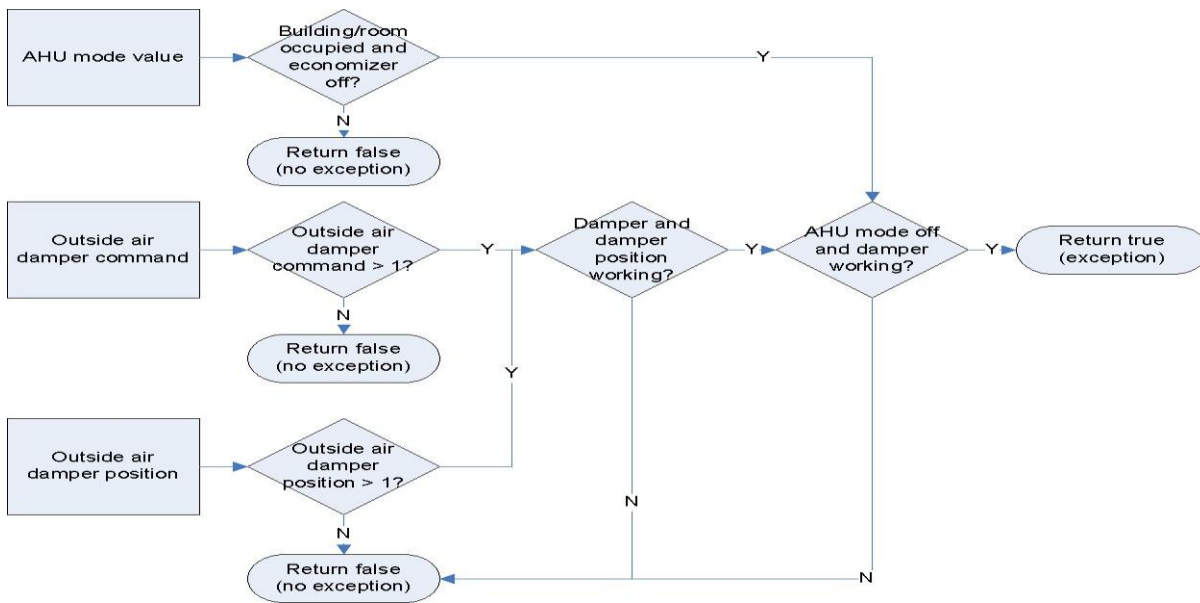 AHU mode value
Building/room
occupied and
economizer
off?
Y
N
Return false
(no exception)
Outside air
damper command
Outside air
damper
command > 1?
Y
Damper and
damper
position
working?
Y
AHU mode off
and damper
working?
Y
Return true
(exception)
N
Return false
(no exception)
Y
Outside air
damper position
Outside air
damper
position > 1?
N
N
Return false
(no exception)
N